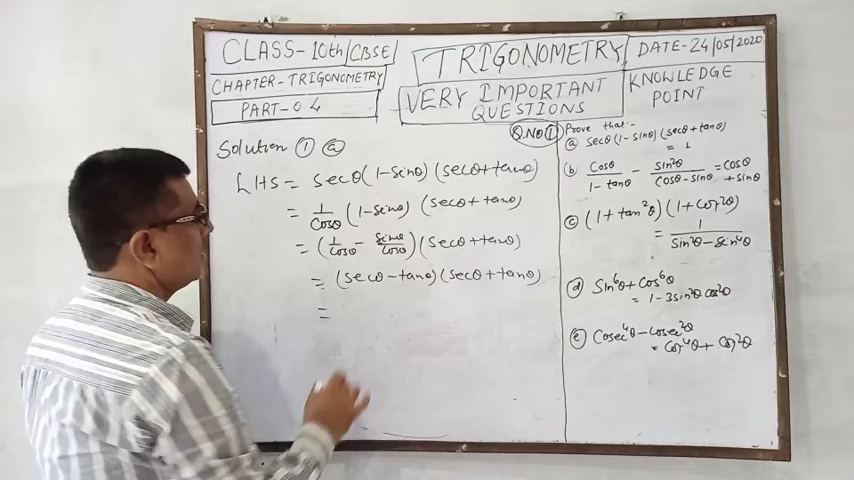 CLASS-10th/CBSE/
CHAPTER-TRIGONOMETRY
PART-04
TRIGONOMETRY
VERY IMPORTANT
QUESTIONS
DATE-24/05/2020
KNOWLEDGE
POINT
Solution ① ⓐ
LHS = secθ(1-sinθ)(secθ+tanθ)
= 1/Cosθ (1-sinθ) (secθ+tanθ)
= (1/Cosθ - sinθ/Cosθ)(secθ+tanθ)
= (secθ-tanθ)(secθ+tanθ)
=
Q.NO① Prove that:-
ⓐ secθ(1-sinθ)(secθ+tanθ)
= 1
ⓑ Cosθ/1-tanθ - sin²θ/Cosθ-sinθ = Cosθ
+sinθ
ⓒ (1+tan²θ)(1+Cot²θ)
= 1/Sin²θ-Sin⁴θ
ⓓ Sin⁶θ+Cos⁶θ
= 1-3sin²θ cos²θ
ⓔ Cosec⁴θ-Cosec²θ
= Cot⁴θ+Cot²θ